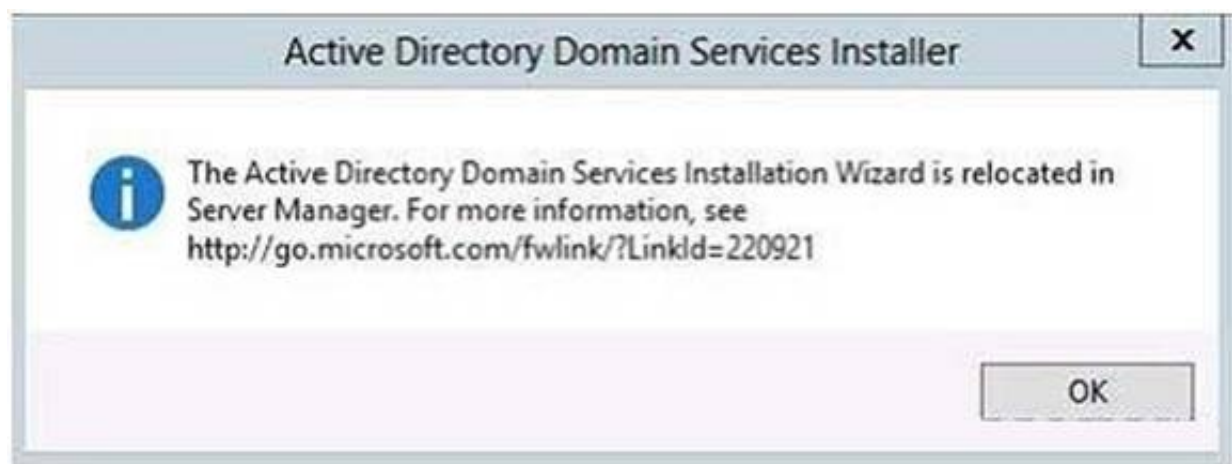 Active Directory Domain Services Installer
x
The Active Directory Domain Services Installation Wizard is relocated in
Server Manager. For more information, see
http://go.microsoft.com/fwlink/?LinkId=220921
OK